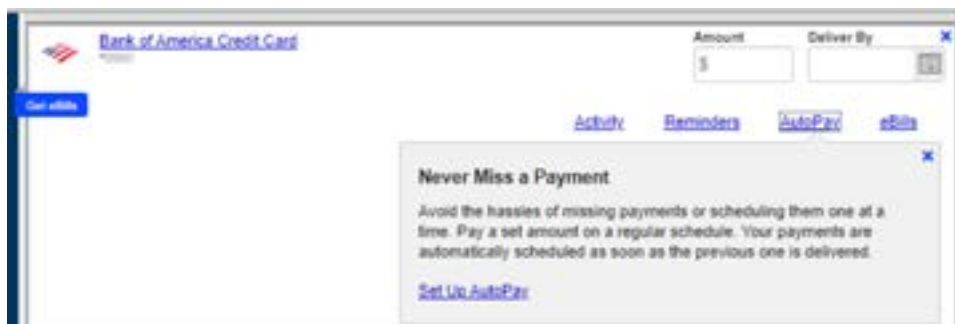 Bank of America Credit Card
Amount
Deliver By
$
Get eBills
Activity
Reminders
AutoPay
eBills
Never Miss a Payment
Avoid the hassles of missing payments or scheduling them one at a
time. Pay a set amount on a regular schedule. Your payments are
automatically scheduled as soon as the previous one is delivered.
Set Up AutoPay